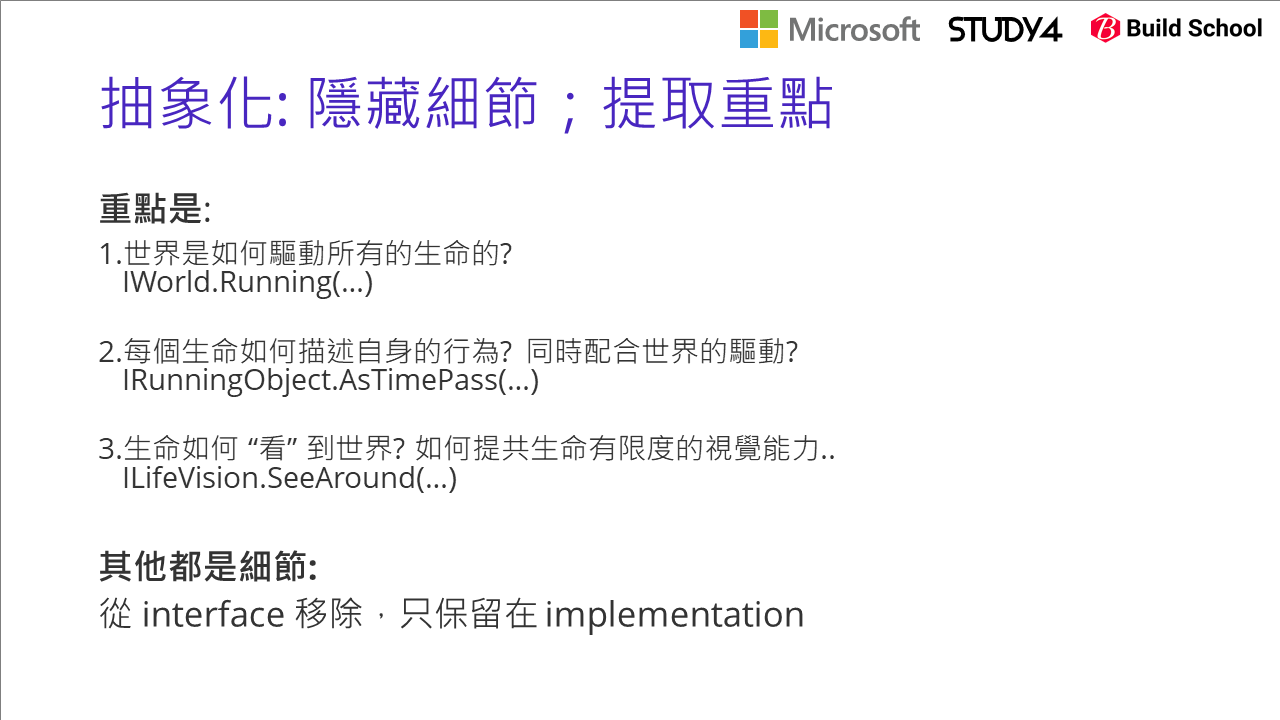 Microsoft STUDY4 Build School
抽象化: 隱藏細節；提取重點
重點是:
1.世界是如何驅動所有的生命的?
IWorld.Running(...)
2.每個生命如何描述自身的行為? 同時配合世界的驅動?
IRunningObject.AsTimePass(...)
3.生命如何 “看” 到世界? 如何提共生命有限度的視覺能力..
ILifeVision.SeeAround(...)
其他都是細節:
從 interface 移除，只保留在 implementation